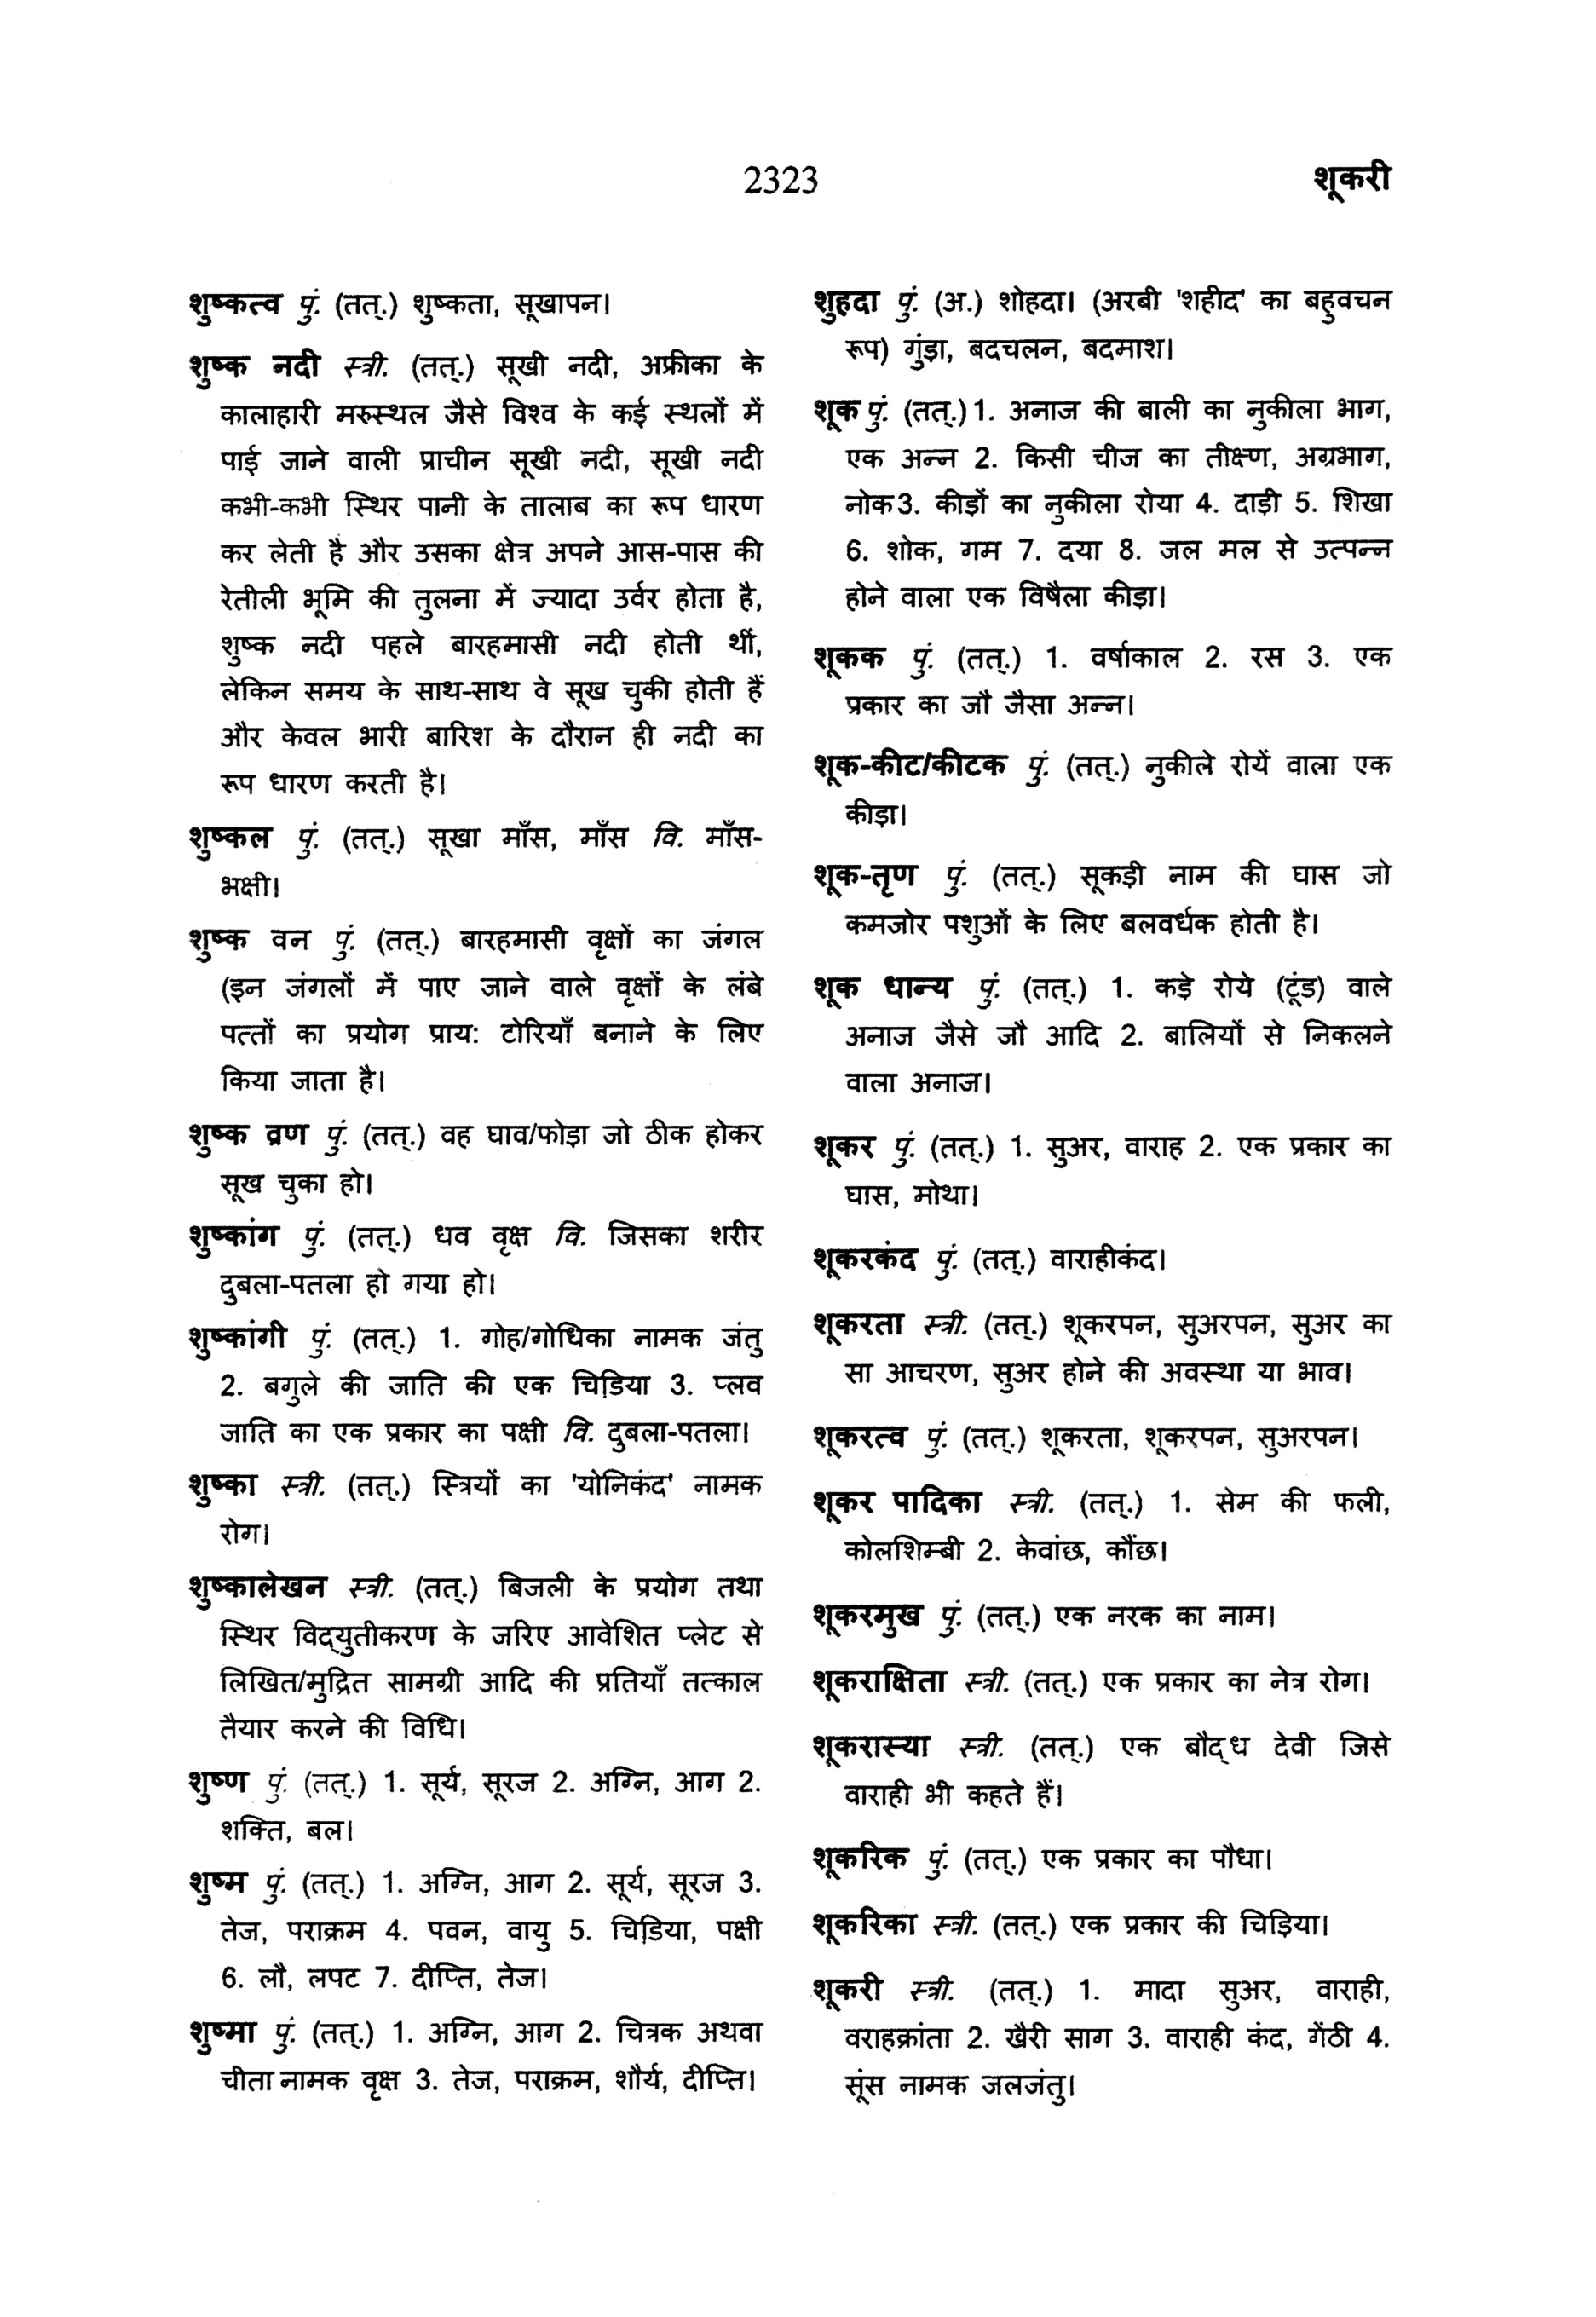 2323
शूकरी
शुष्कत्व पुं. (तत्.) शुष्कता, सूखापन।
शुष्क नदी स्त्री. (तत्.) सूखी नदी, अफ्रीका के
कालाहारी मरुस्थल जैसे विश्व के कई स्थलों में
पाई जाने वाली प्राचीन सूखी नदी, सूखी नदी
कभी-कभी स्थिर पानी के तालाब का रूप धारण
कर लेती है और उसका क्षेत्र अपने आस-पास की
रेतीली भूमि की तुलना में ज्यादा उर्वर होता है,
शुष्क नदी पहले बारहमासी नदी होती थीं,
लेकिन समय के साथ-साथ वे सूख चुकी होती हैं
और केवल भारी बारिश के दौरान ही नदी का
रूप धारण करती है।
शुष्कल पुं. (तत्.) सूखा माँस, माँस वि. माँस-
भक्षी।
शुष्क वन पुं. (तत्.) बारहमासी वृक्षों का जंगल
(इन जंगलों में पाए जाने वाले वृक्षों के लंबे
पत्तों का प्रयोग प्राय: टोरियाँ बनाने के लिए
किया जाता है।
शुष्क व्रण पुं. (तत्.) वह घाव/फोड़ा जो ठीक होकर
सूख चुका हो।
शुष्कांग पुं. (तत्.) धव वृक्ष वि. जिसका शरीर
दुबला-पतला हो गया हो।
शुष्कांगी पुं. (तत्.) 1. गोह/गोधिका नामक जंतु
2. बगुले की जाति की एक चिडिया 3. प्लव
जाति का एक प्रकार का पक्षी वि. दुबला-पतला।
शुष्का स्त्री. (तत्.) स्त्रियों का 'योनिकंद' नामक
रोग।
शुष्कालेखन स्त्री. (तत्.) बिजली के प्रयोग तथा
स्थिर विद्‌युतीकरण के जरिए आवेशित प्लेट से
लिखित/मुद्रित सामग्री आदि की प्रतियाँ तत्काल
तैयार करने की विधि।
शुष्ण पुं. (तत्.) 1. सूर्य, सूरज 2. अग्नि, आग 2.
शक्ति, बल।
शुष्म पुं. (तत्.) 1. अग्नि, आग 2. सूर्य, सूरज 3.
तेज, पराक्रम 4. पवन, वायु 5. चिडिया, पक्षी
6. लौ, लपट 7. दीप्ति, तेज।
शुष्मा पुं. (तत्.) 1. अग्नि, आग 2. चित्रक अथवा
चीता नामक वृक्ष 3. तेज, पराक्रम, शौर्य, दीप्ति।
शुहदा पुं. (अ.) शोहदा। (अरबी 'शहीद' का बहुवचन
रूप) गुंड़ा, बदचलन, बदमाश।
शूक पुं. (तत्.) 1. अनाज की बाली का नुकीला भाग,
एक अन्न 2. किसी चीज का तीक्ष्ण, अग्रभाग,
नोक 3. कीड़ों का नुकीला रोया 4. दाड़ी 5. शिखा
6. शोक, गम 7. दया 8. जल मल से उत्पन्न
होने वाला एक विषैला कीड़ा।
शूकक पुं. (तत्.) 1. वर्षाकाल 2. रस 3. एक
प्रकार का जौ जैसा अन्न।
शूक-कीट/कीटक पुं. (तत्.) नुकीले रोयें वाला एक
कीड़ा।
शूक-तृण पुं. (तत्.) सूकड़ी नाम की घास जो
कमजोर पशुओं के लिए बलवर्धक होती है।
शूक धान्य पुं. (तत्.) 1. कड़े रोये (टूंड) वाले
अनाज जैसे जौ आदि 2. बालियों से निकलने
वाला अनाज।
शूकर पुं. (तत्.) 1. सुअर, वाराह 2. एक प्रकार का
घास, मोथा।
शूकरकंद पुं. (तत्.) वाराहीकंद।
शूकरता स्त्री. (तत्.) शूकरपन, सुअरपन, सुअर का
सा आचरण, सुअर होने की अवस्था या भाव।
शूकरत्व पुं. (तत्.) शूकरता, शूकरपन, सुअरपन।
शूकर पादिका स्त्री. (तत्.) 1. सेम की फली,
कोलशिम्बी 2. केवांछ, कौंछ।
शूकरमुख पुं. (तत्.) एक नरक का नाम।
शूकराक्षिता स्त्री. (तत्.) एक प्रकार का नेत्र रोग।
शूकरास्या स्त्री. (तत्.) एक बौद्‌ध देवी जिसे
वाराही भी कहते हैं।
शूकरिक पुं. (तत्.) एक प्रकार का पौधा।
शूकरिका स्त्री. (तत्.) एक प्रकार की चिड़िया।
शूकरी स्त्री. (तत्.) 1. मादा सुअर, वाराही,
वराहक्रांता 2. खैरी साग 3. वाराही कंद, गेंठी 4.
सूंस नामक जलजंतु।